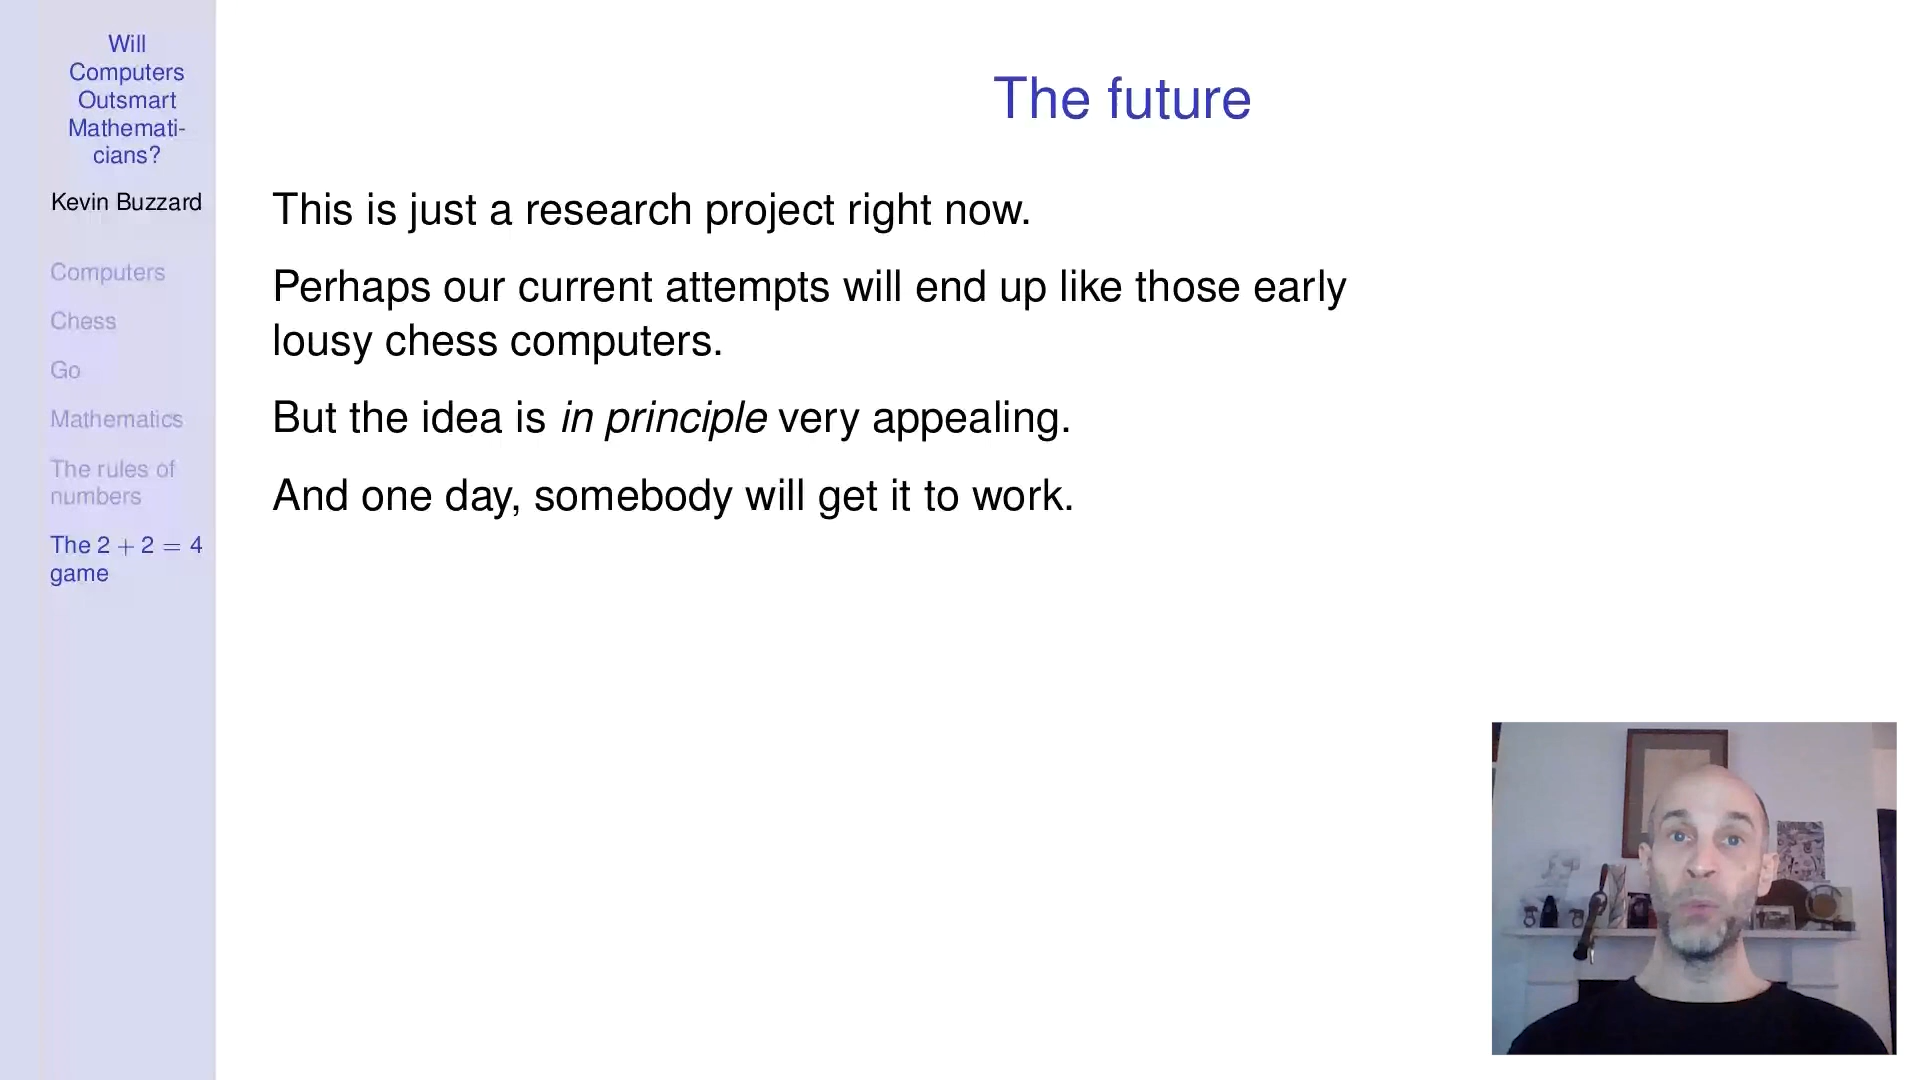 Will
Computers
Outsmart
Mathemati-
cians?
Kevin Buzzard
Computers
Chess
Go
Mathematics
The rules of
numbers
The 2 + 2 = 4
game
The future
This is just a research project right now.
Perhaps our current attempts will end up like those early
lousy chess computers.
But the idea is in principle very appealing.
And one day, somebody will get it to work.